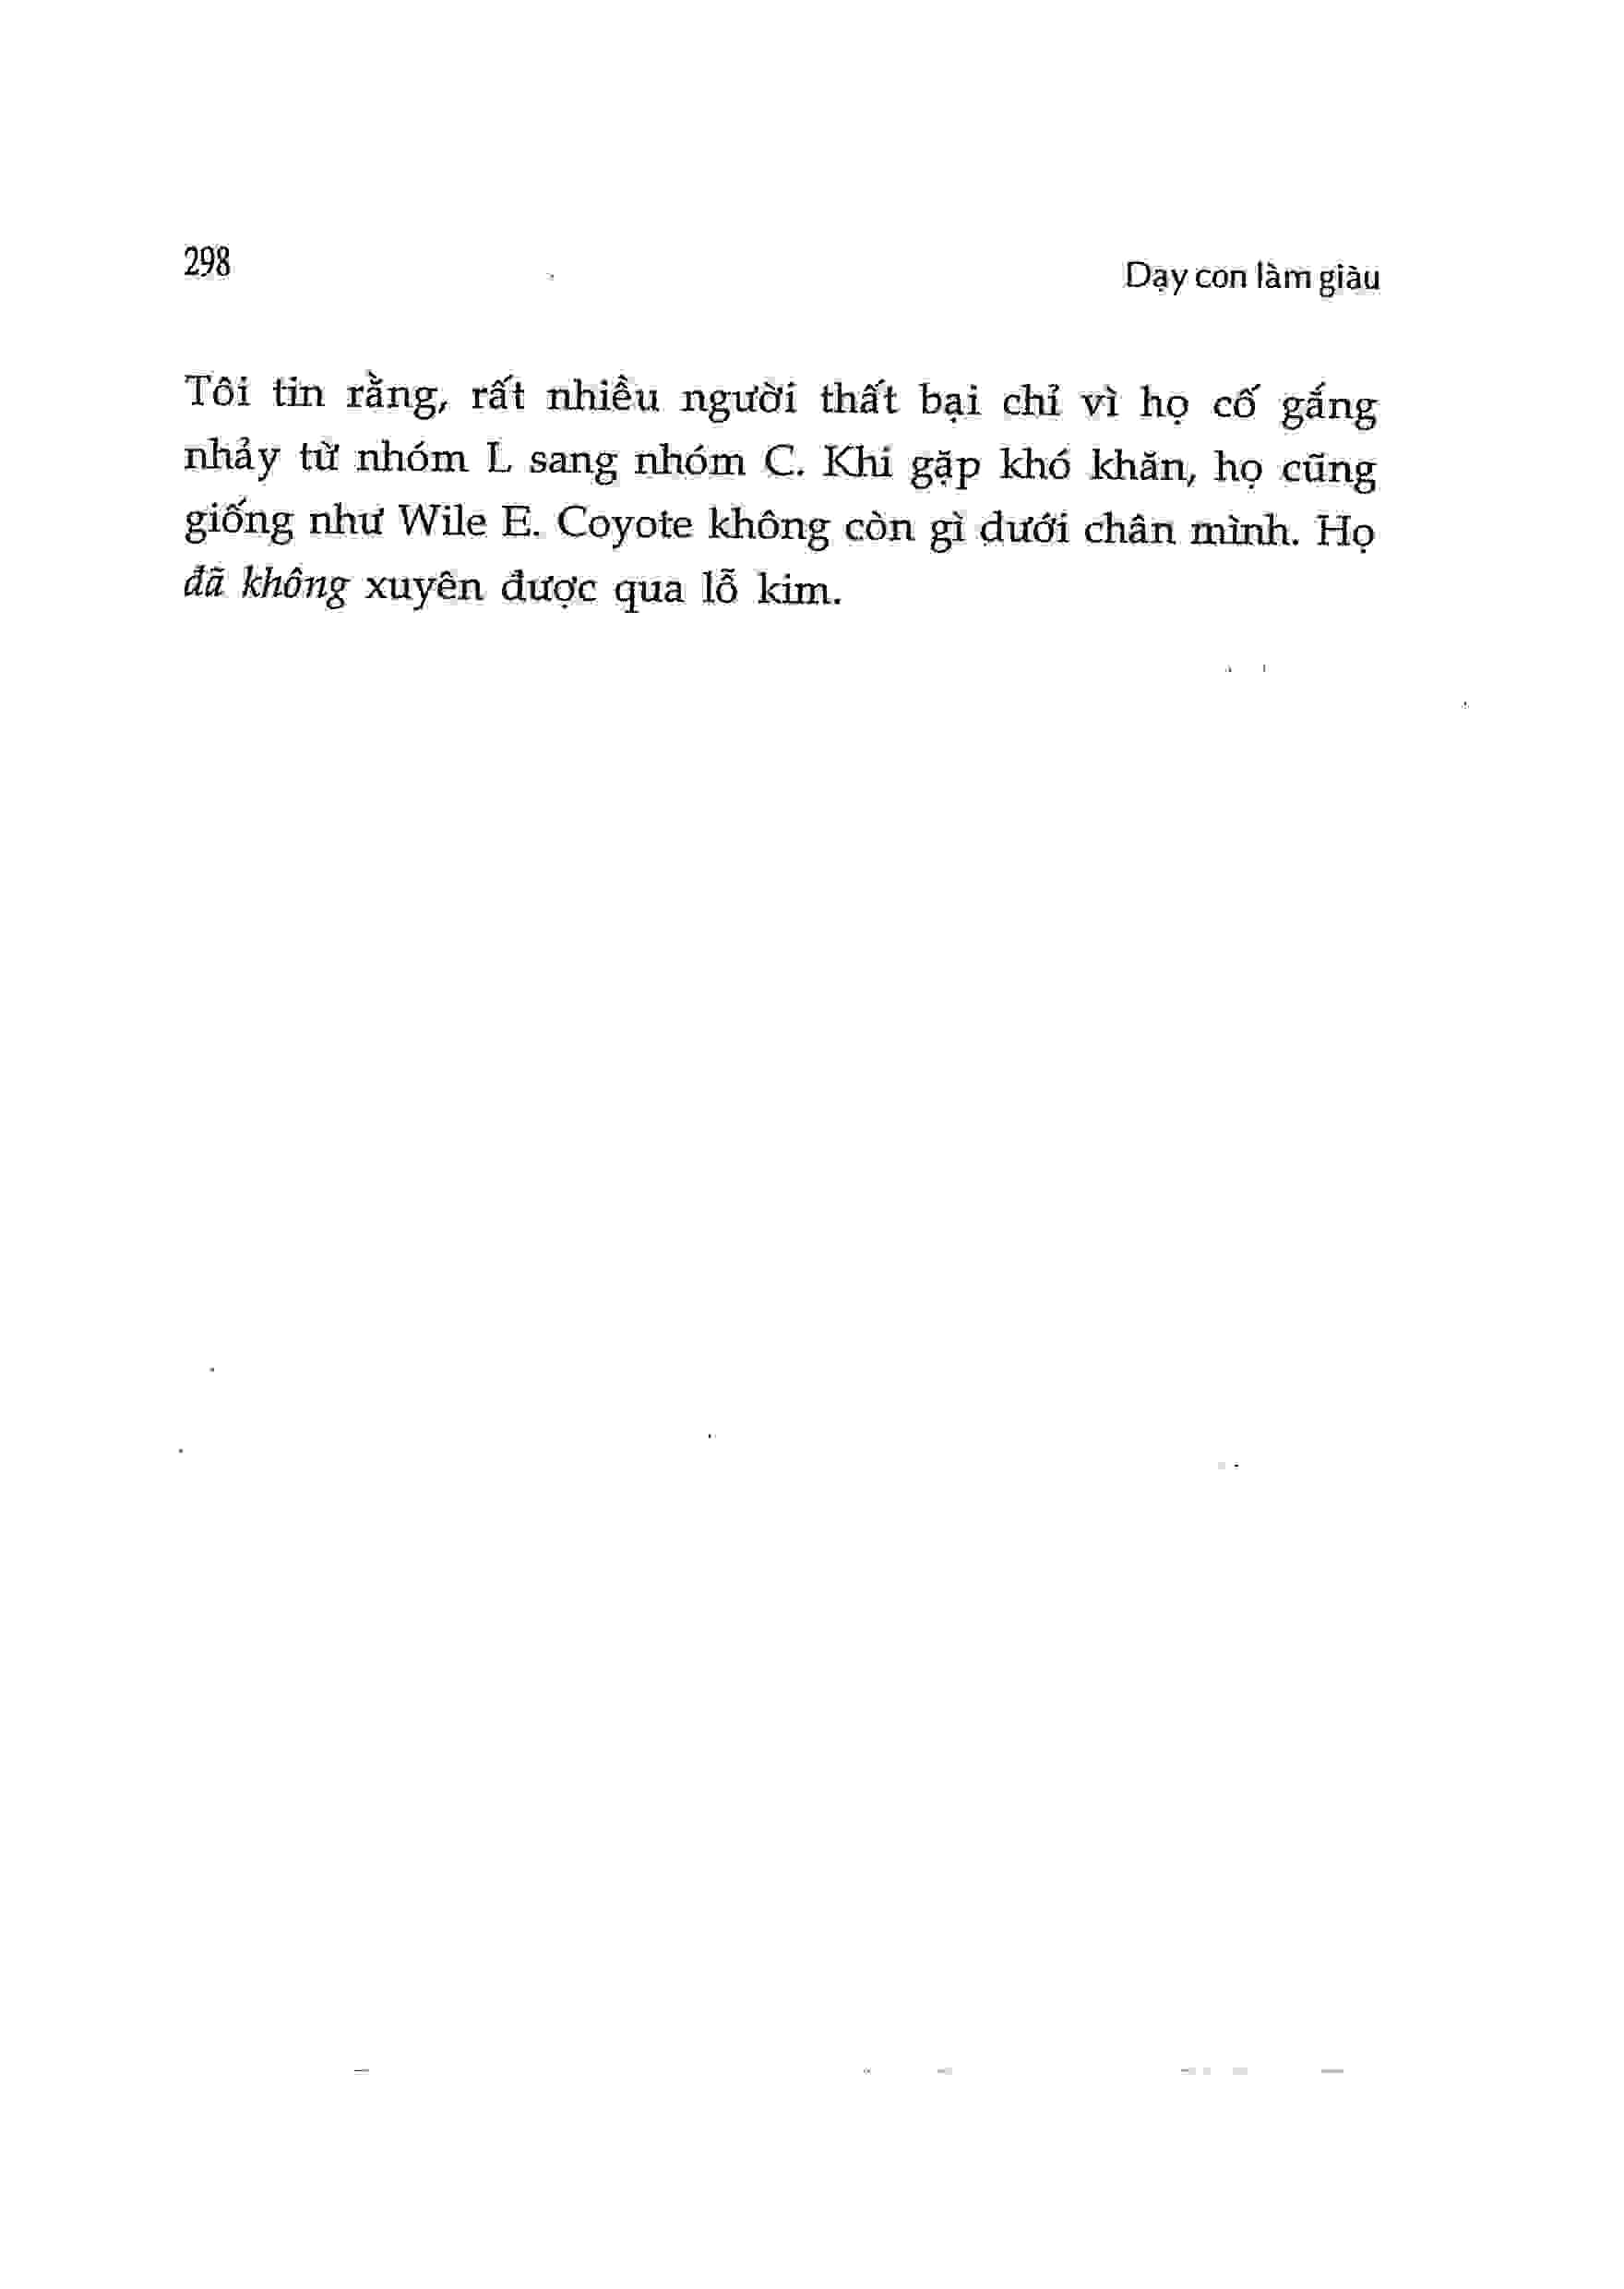 298
Dạy con làm giàu
Tôi tin rằng, rất nhiều người thất bại chỉ vì họ cố gắng
nhảy từ nhóm L sang nhóm C. Khi gặp khó khăn, họ cũng
giống như Wile E. Coyote không còn gì dưới chân mình. Họ
đã không xuyên được qua lỗ kim.